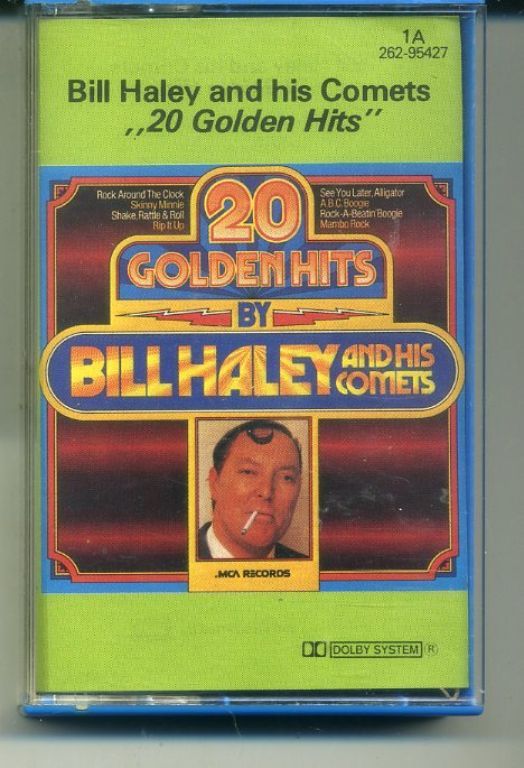 1A
262-95427
Bill Haley and his Comets
,,20 Golden Hits"
Rock Around The Clock
Skinny Minnie
Shake, Rattle & Roll
Rip It Up
See You Later, Alligator
A.B.C. Boogie
Rock-A-Beatin' Boogie
Mambo Rock
20
GOLDEN HITS
BY
BILL HALEY AND HIS
COMETS
.MCA RECORDS
DOLBY SYSTEM ®